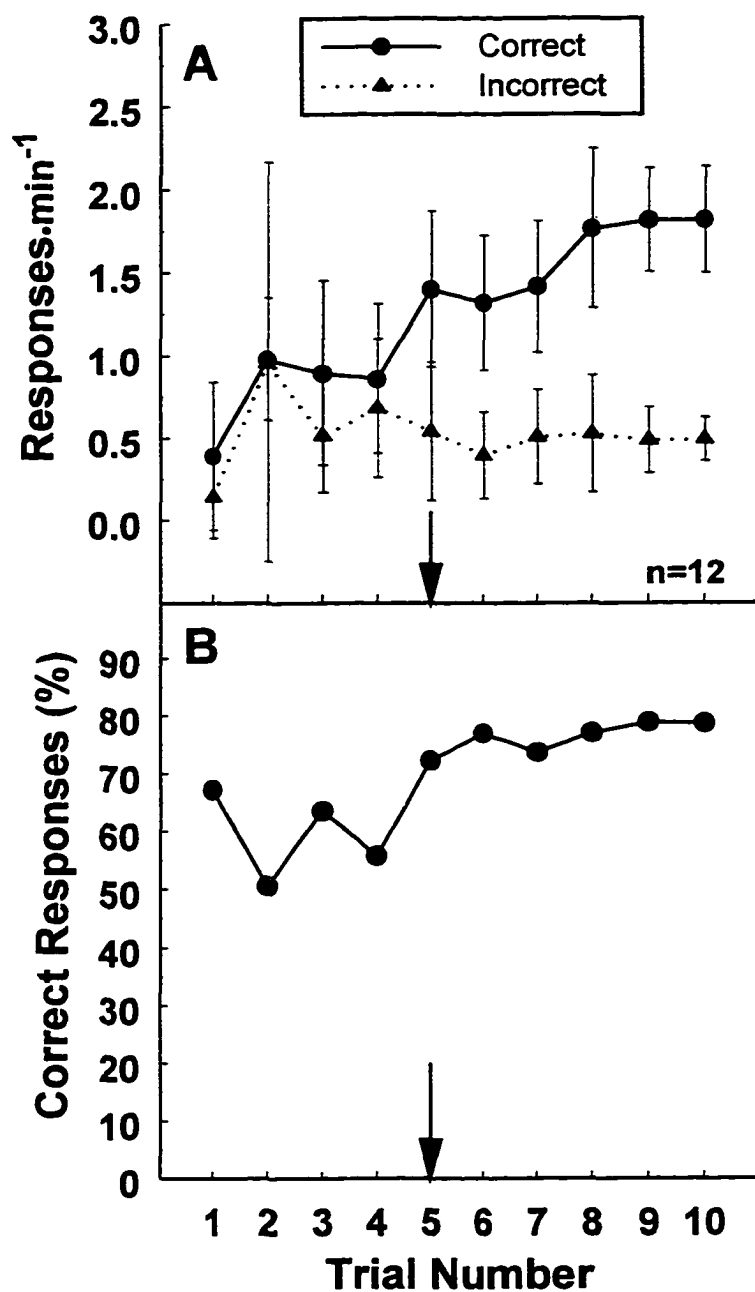 A
Correct
Incorrect
3.0
2.5
2.0
1.5
1.0
0.5
0.0
Responses.min-1
n=12
B
90
80
70
60
50
40
30
20
10
0
Correct Responses (%)
1 2 3 4 5 6 7 8 9 10
Trial Number